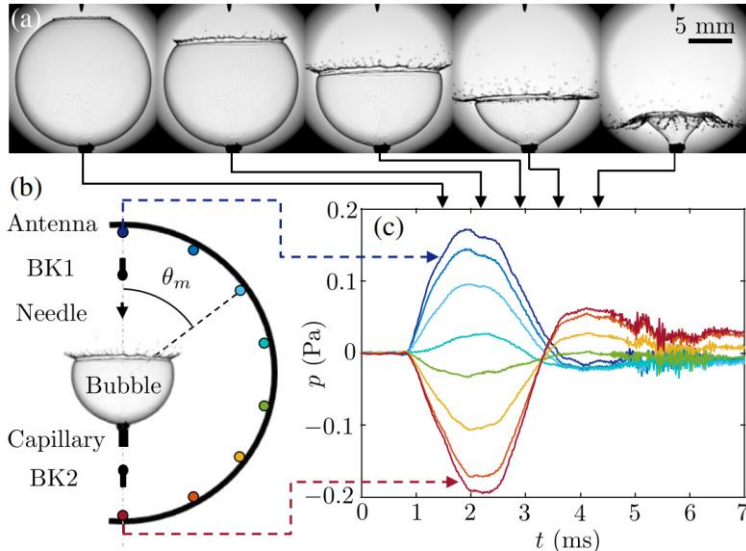 (a)
5 mm
(b)
Antenna
BK1
θm
Needle
Bubble
Capillary
BK2
(c)
0.2
0.1
0
−0.1
−0.2
p (Pa)
0 1 2 3 4 5 6 7
t (ms)